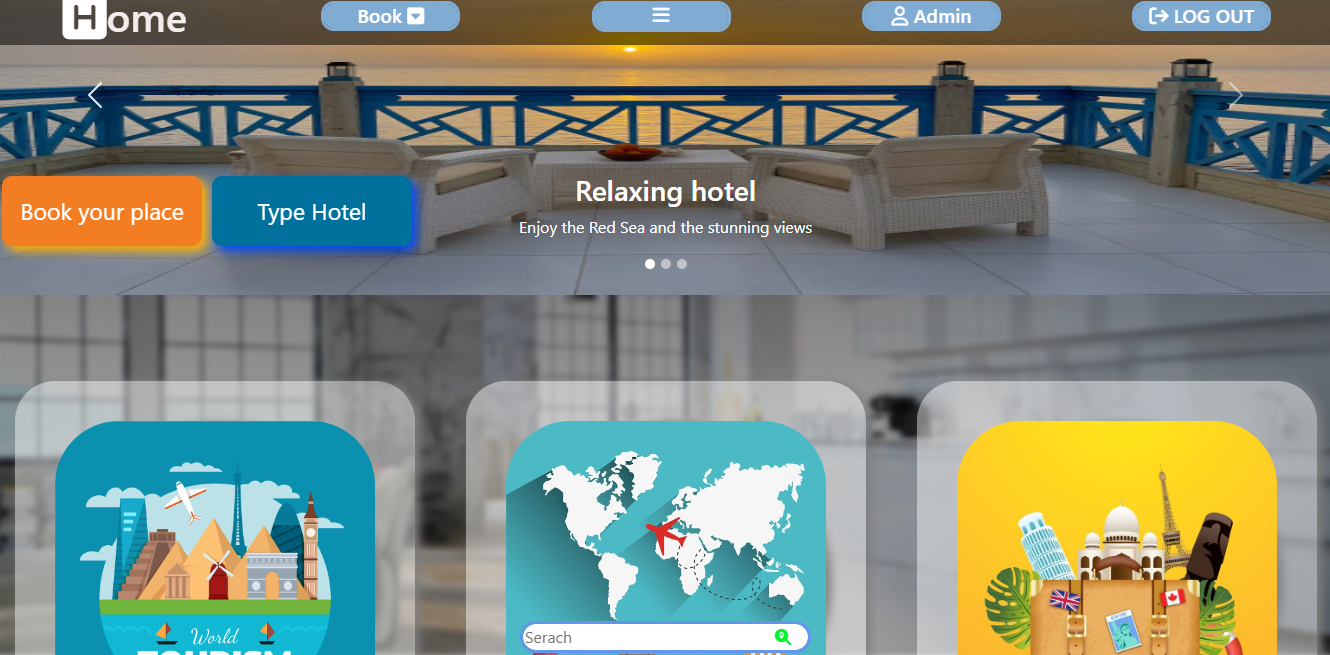 Home
Book
Admin
LOG OUT
Book your place
Type Hotel
Relaxing hotel
Enjoy the Red Sea and the stunning views
World
TOURISM
Serach